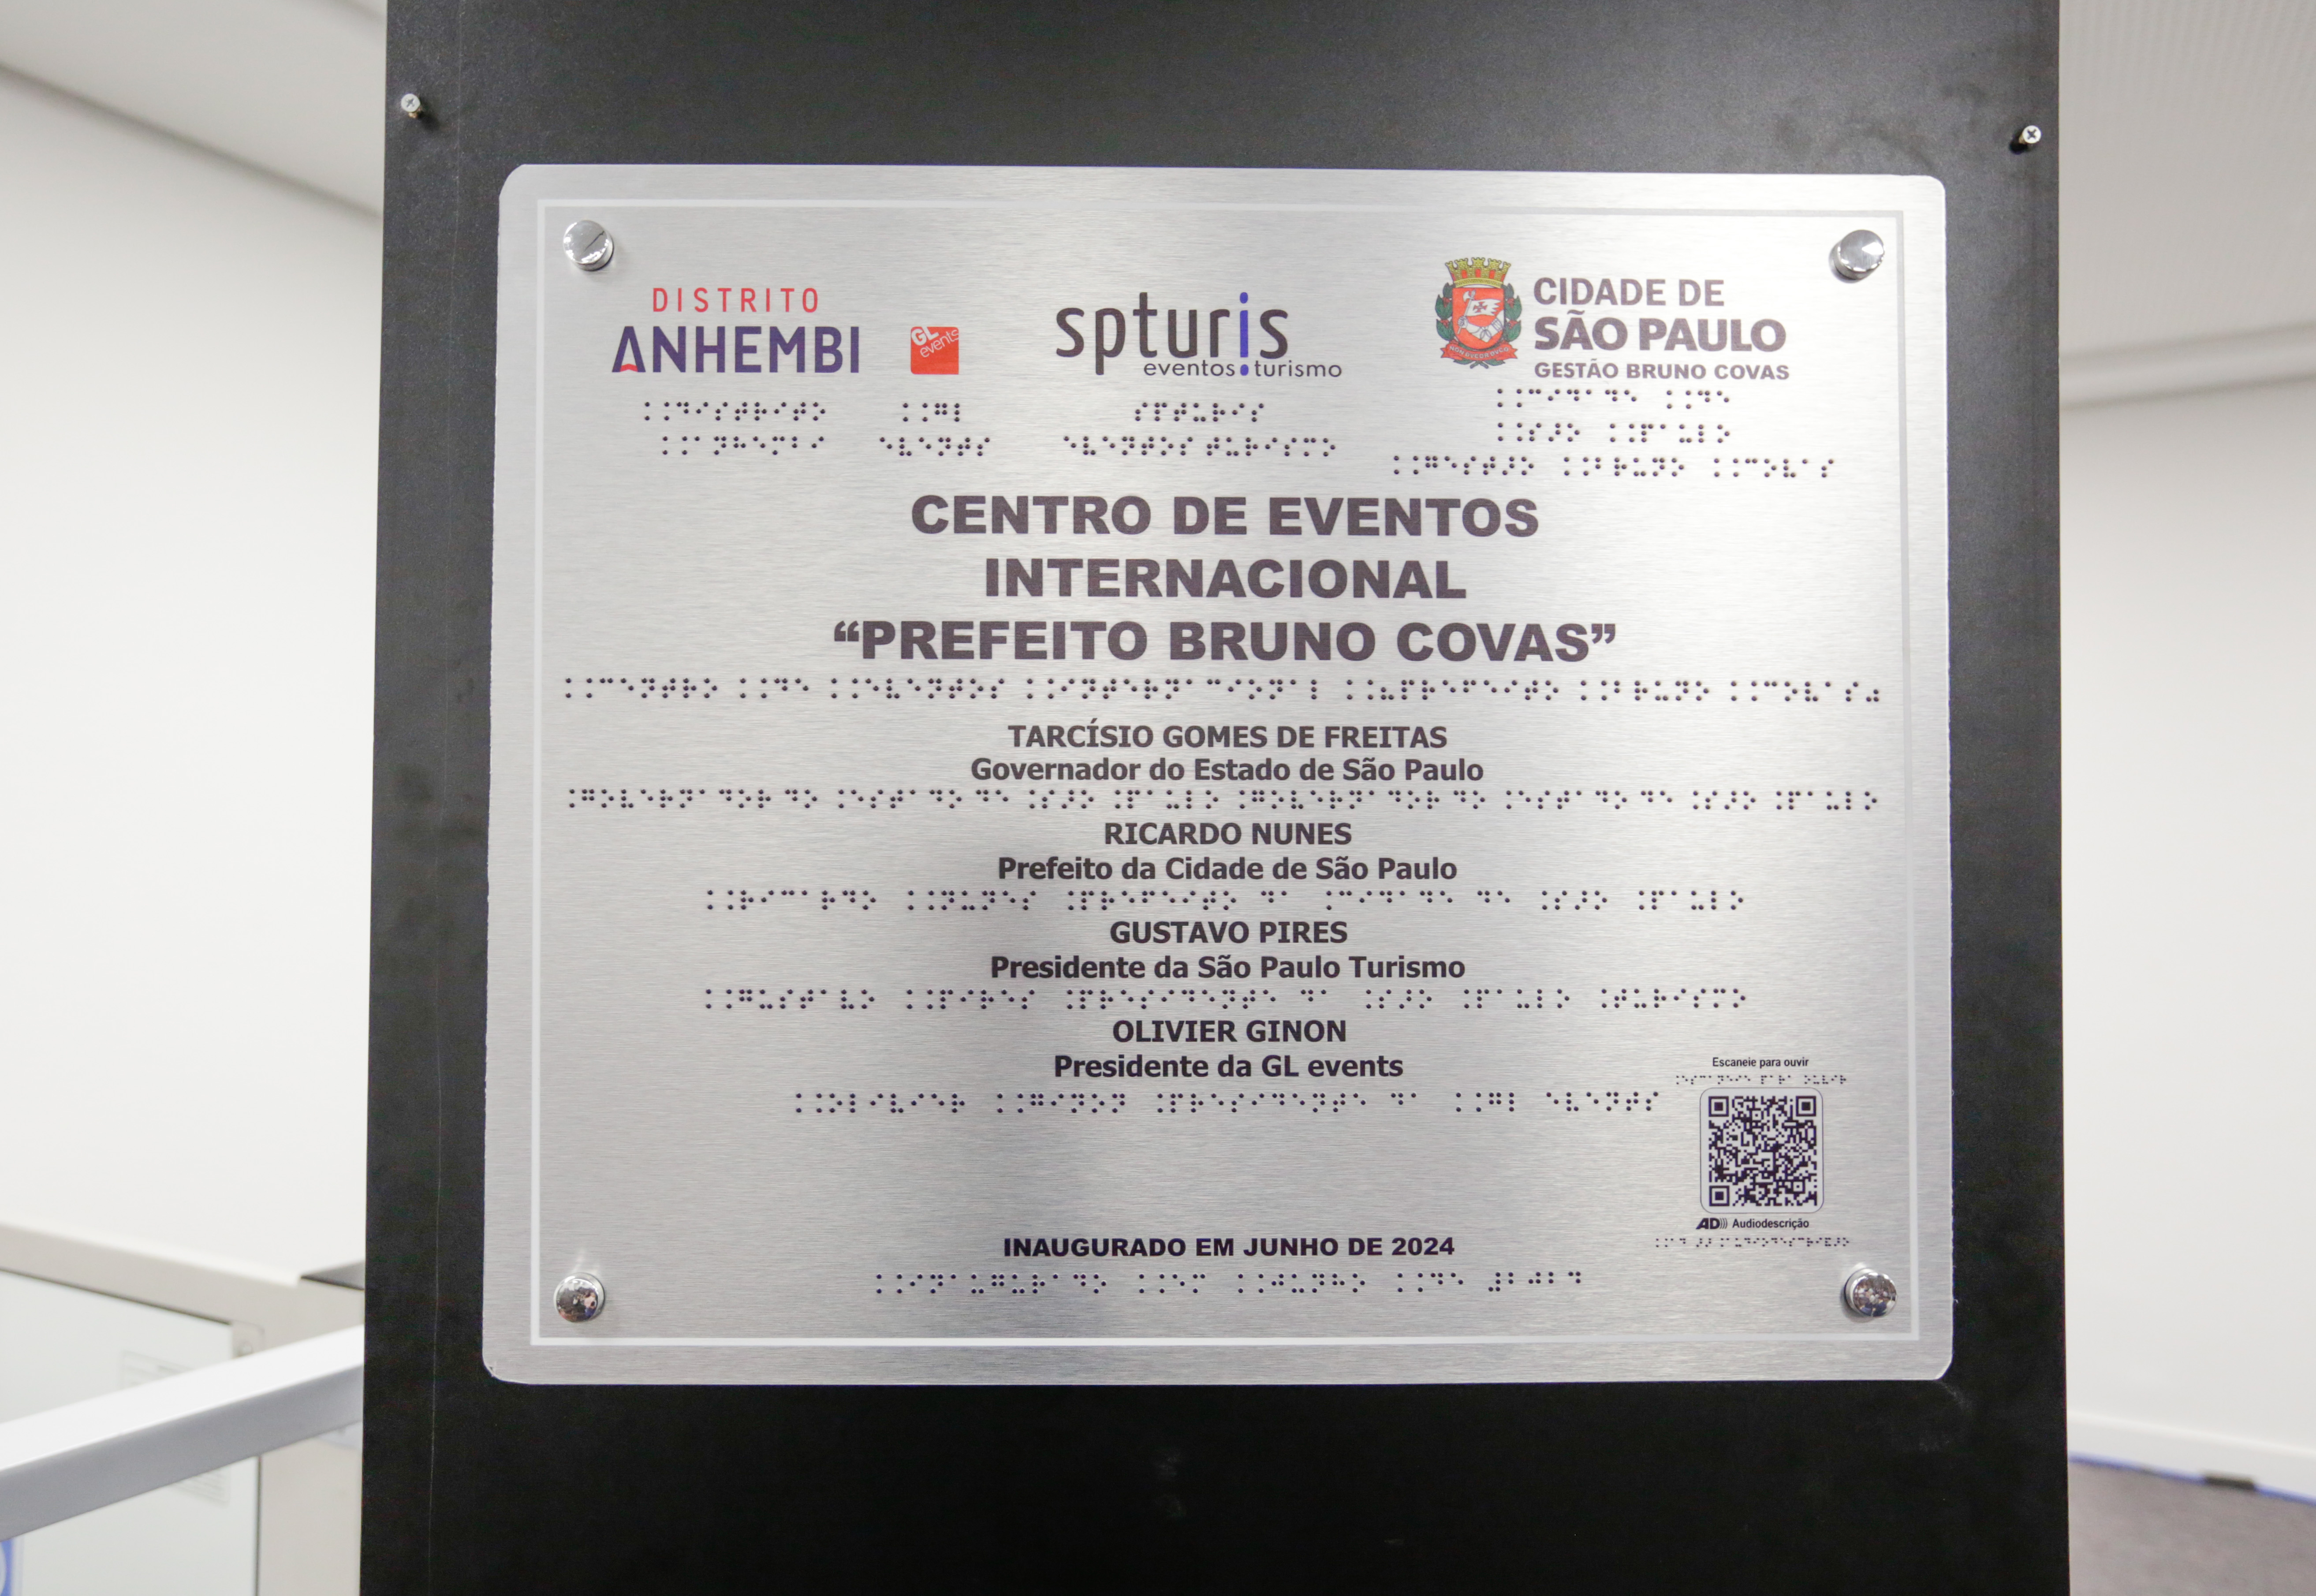 DISTRITO
ANHEMBI
GL
events
spturis
eventos turismo
CIDADE DE
SÃO PAULO
GESTÃO BRUNO COVAS
CENTRO DE EVENTOS
INTERNACIONAL
“PREFEITO BRUNO COVAS”
TARCÍSIO GOMES DE FREITAS
Governador do Estado de São Paulo
RICARDO NUNES
Prefeito da Cidade de São Paulo
GUSTAVO PIRES
Presidente da São Paulo Turismo
OLIVIER GINON
Presidente da GL events
Escaneie para ouvir
AD))) Audiodescrição
INAUGURADO EM JUNHO DE 2024